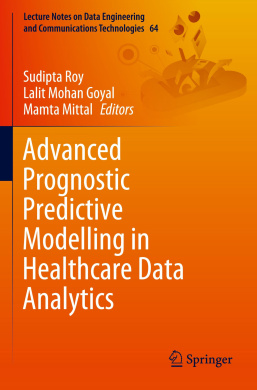 Lecture Notes on Data Engineering
and Communications Technologies 64
Sudipta Roy
Lalit Mohan Goyal
Mamta Mittal Editors
Advanced
Prognostic
Predictive
Modelling in
Healthcare Data
Analytics
Springer